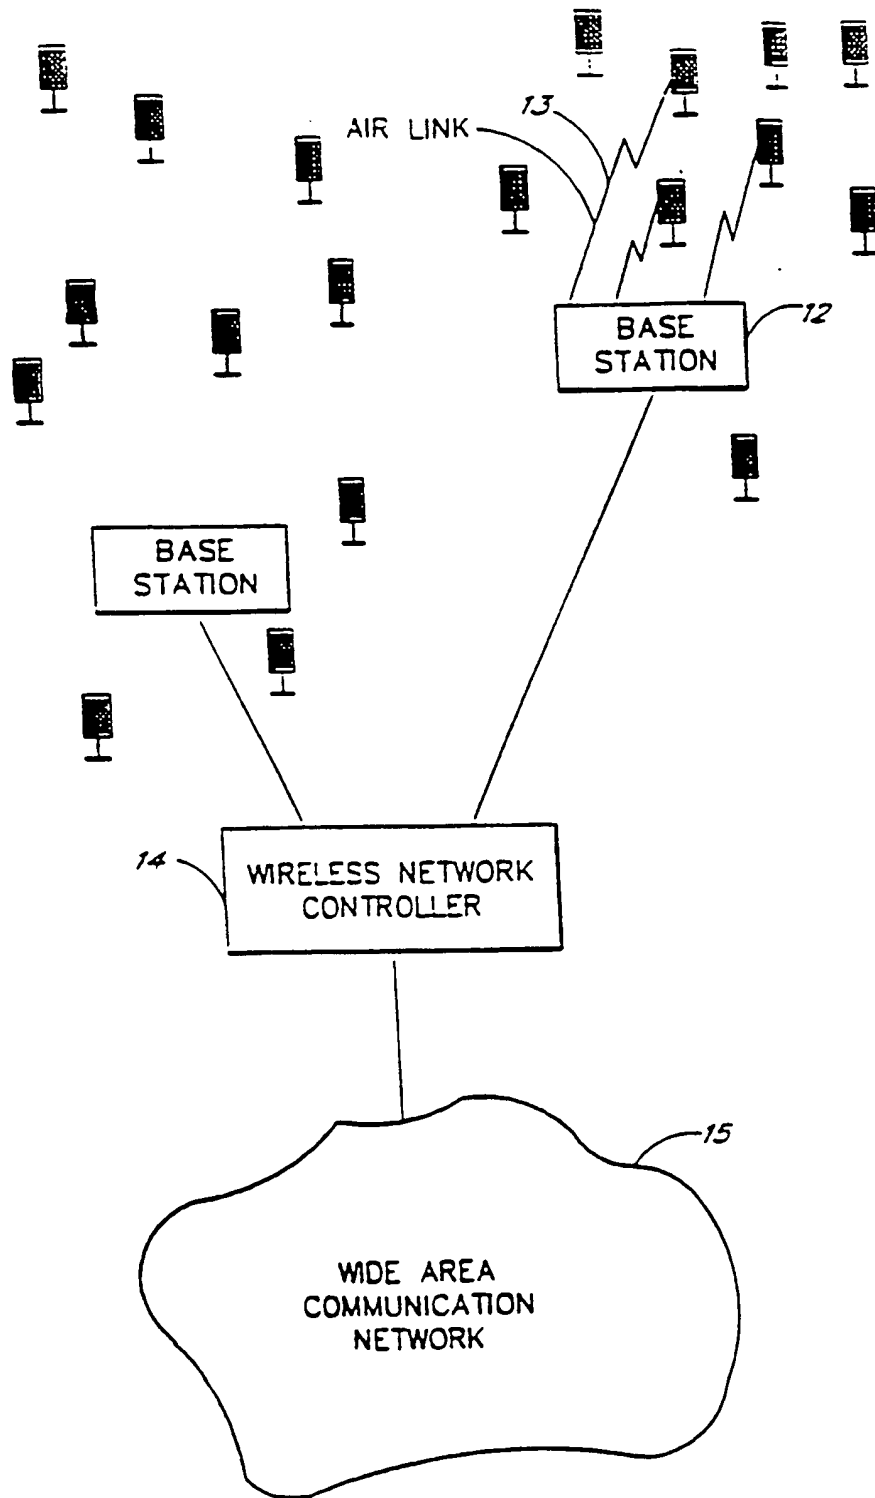 13
AIR LINK
12
BASE
STATION
BASE
STATION
14
WIRELESS NETWORK
CONTROLLER
15
WIDE AREA
COMMUNICATION
NETWORK